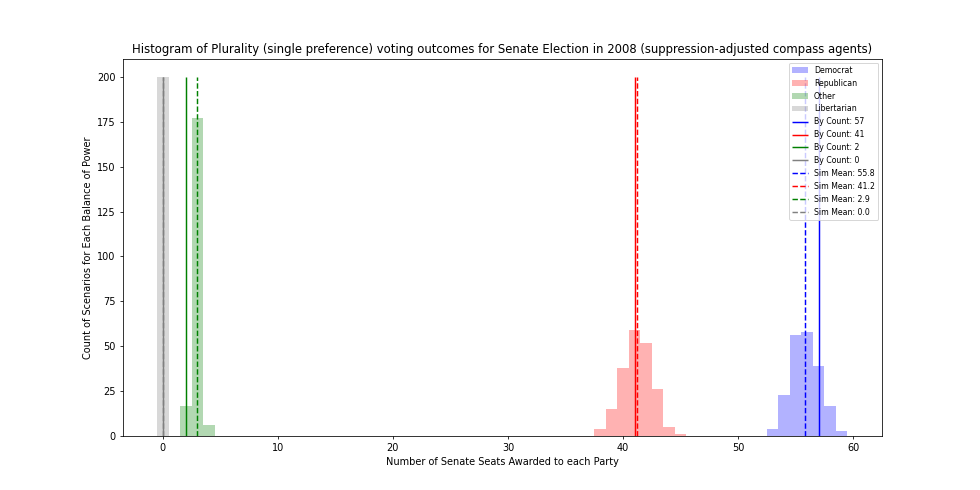 Histogram of Plurality (single preference) voting outcomes for Senate Election in 2008 (suppression-adjusted compass agents)
Count of Scenarios for Each Balance of Power
200
175
150
125
100
75
50
25
0
Democrat
Republican
Other
Libertarian
By Count: 57
By Count: 41
By Count: 2
By Count: 0
Sim Mean: 55.8
Sim Mean: 41.2
Sim Mean: 2.9
Sim Mean: 0.0
0 10 20 30 40 50 60
Number of Senate Seats Awarded to each Party